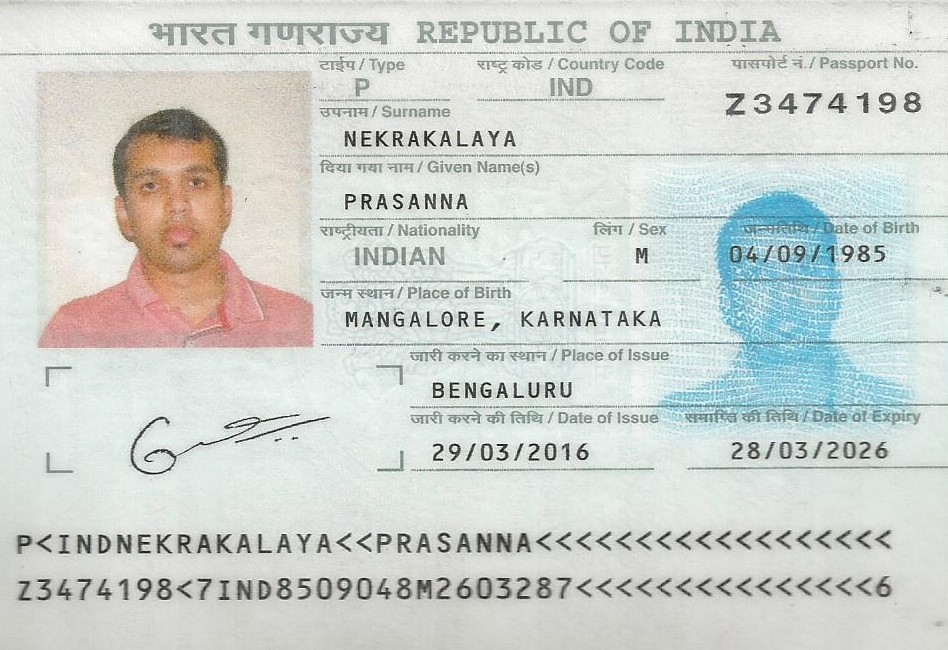 भारत गणराज्य REPUBLIC OF INDIA
टाईप / Type राष्ट्र कोड / Country Code पासपोर्ट नं. / Passport No.
P IND Z3474198
उपनाम / Surname
NEKRAKALAYA
दिया गया नाम / Given Name(s)
PRASANNA
राष्ट्रीयता / Nationality लिंग / Sex जन्मतिथि / Date of Birth
INDIAN M 04/09/1985
जन्म स्थान / Place of Birth
MANGALORE, KARNATAKA
जारी करने का स्थान / Place of Issue
BENGALURU
जारी करने की तिथि / Date of Issue समाप्ति की तिथि / Date of Expiry
29/03/2016 28/03/2026
P<INDNEKRAKALAYA<<PRASANNA<<<<<<<<<<<<<<<<<<
Z3474198<7IND8509048M2603287<<<<<<<<<<<<<<<6